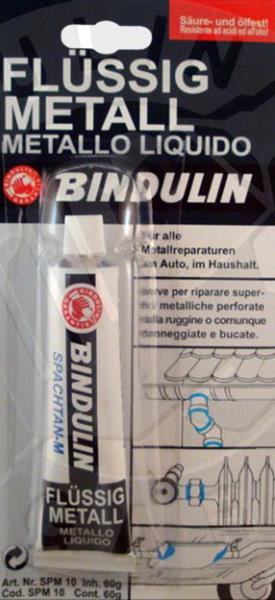 Säure- und ölfest!
Resistente ad acidi ed all'olio!
FLÜSSIG
METALL
METALLO LIQUIDO
BINDULIN
Für alle
Metallreparaturen
am Auto, im Haushalt.
Serve per riparare super-
metalliche perforate
dalla ruggine o comunque
danneggiate e bucate.
BINDULIN
SPACHTAN-M
FLÜSSIG
METALL
METALLO
LIQUIDO
Art. Nr. SPM 10 Inh. 60g
Cod. SPM 10 Cont. 60g